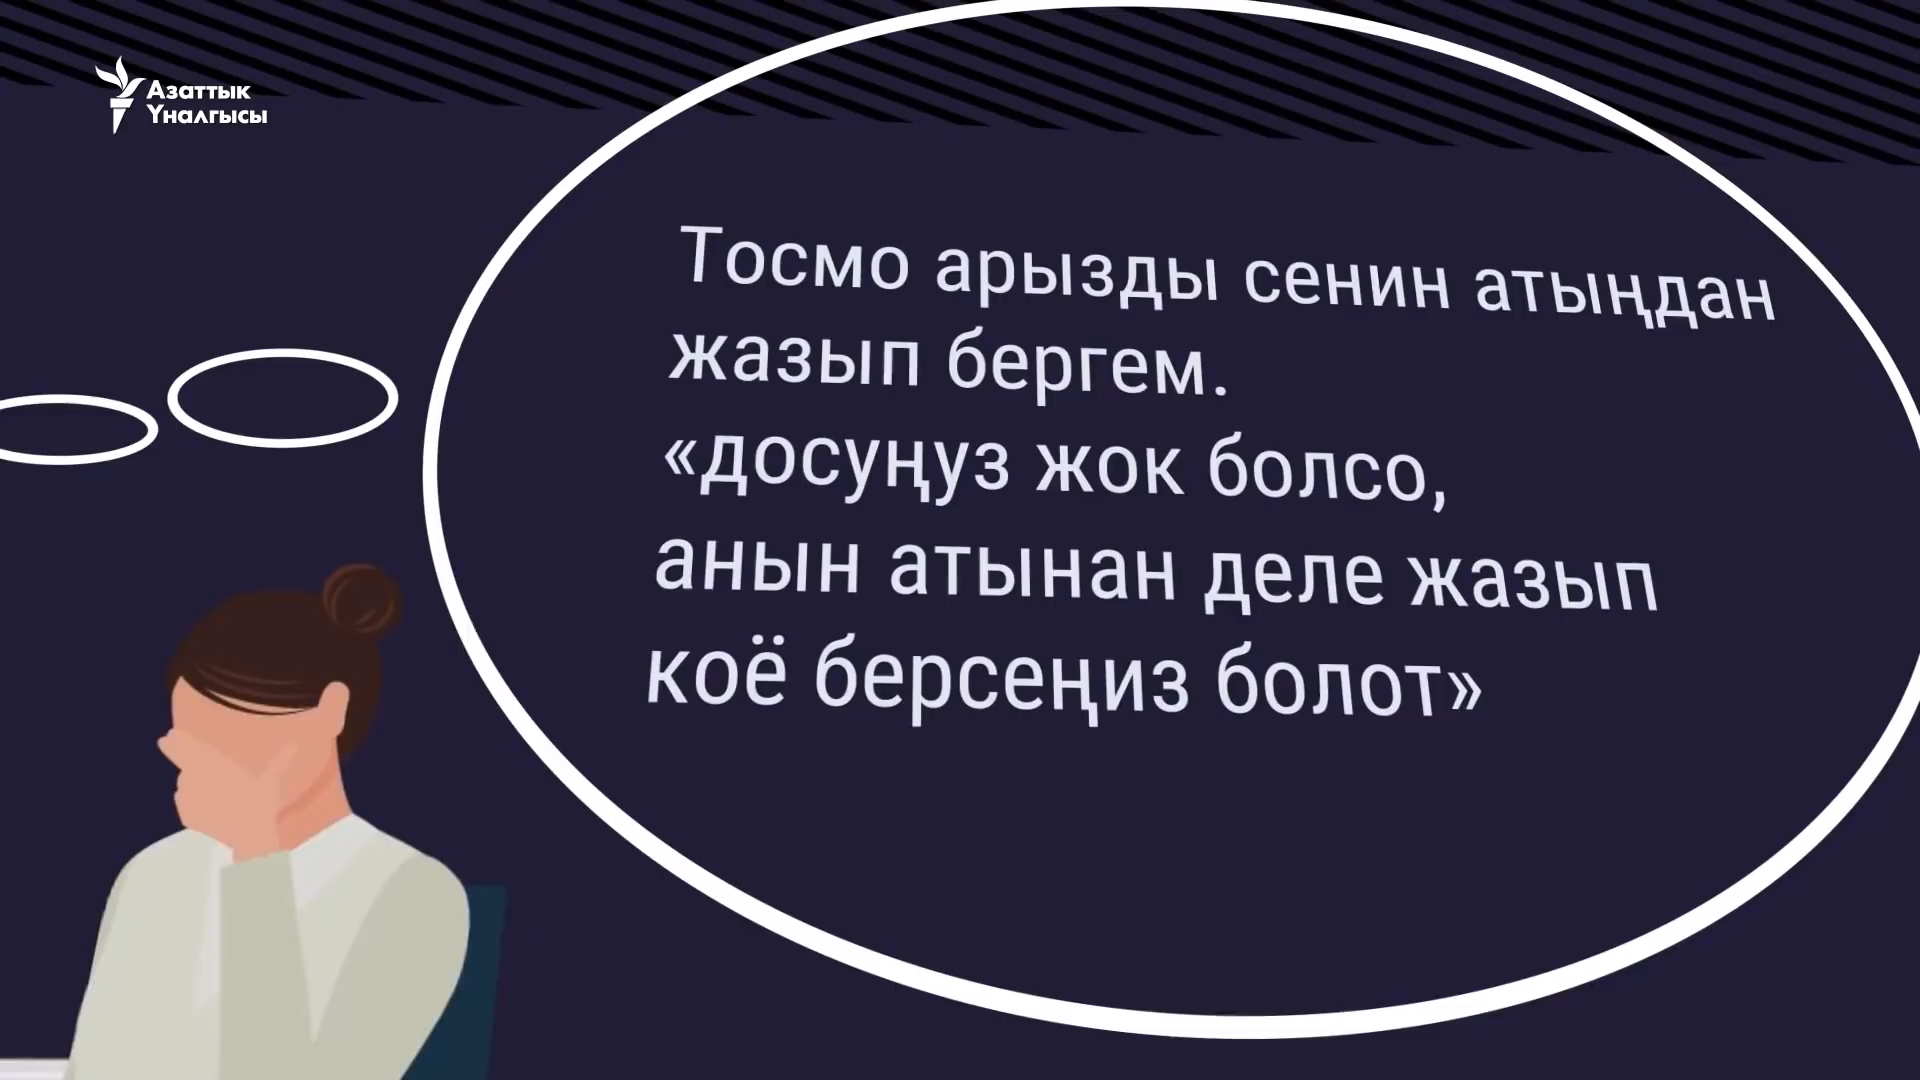 Азаттык
Үналгысы
Тосмо арызды сенин атыңдан
жазып бергем.
«досуңуз жок болсо,
анын атынан деле жазып
коё берсеңиз болот»